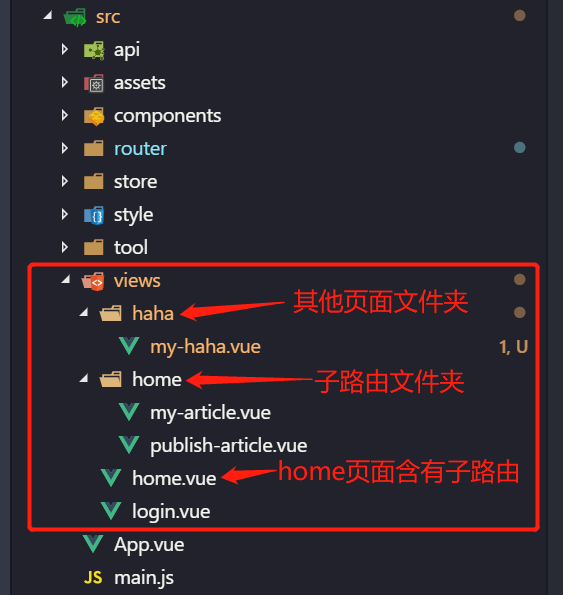 src
api
assets
components
router
store
style
tool
views
haha 其他页面文件夹
my-haha.vue 1, U
home 子路由文件夹
my-article.vue
publish-article.vue
home.vue home页面含有子路由
login.vue
App.vue
JS main.js